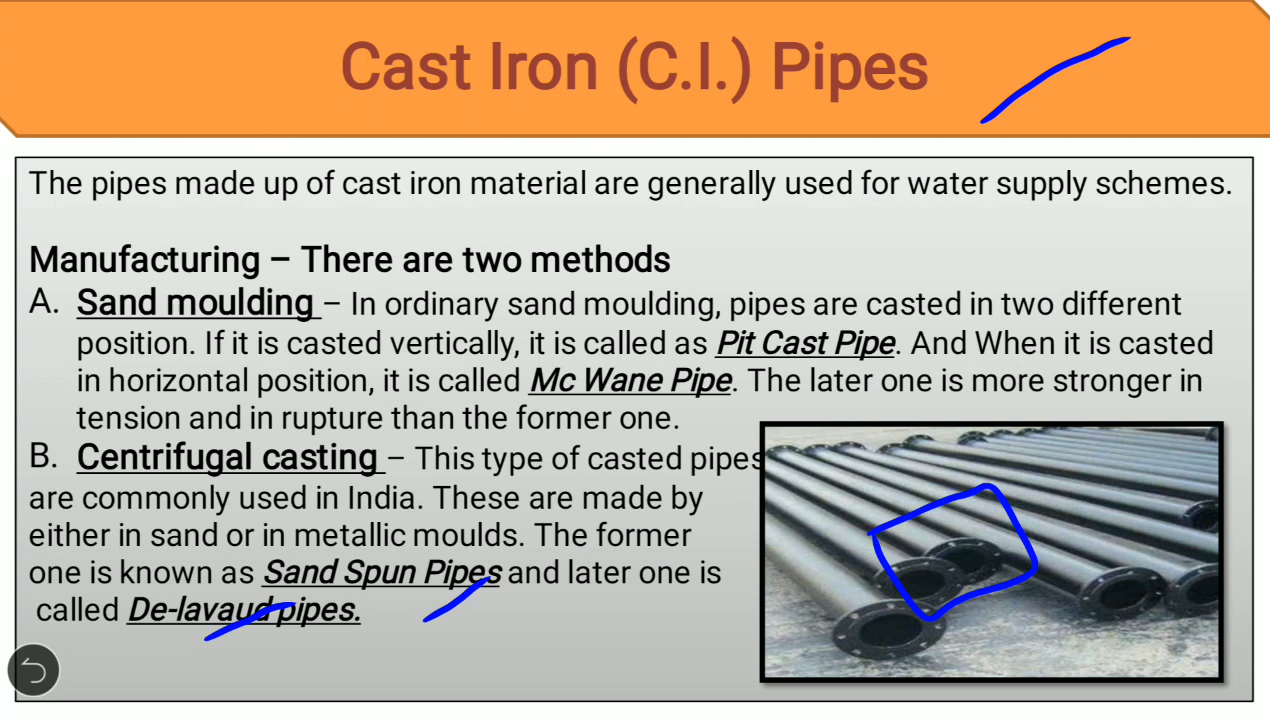 Cast Iron (C.I.) Pipes
The pipes made up of cast iron material are generally used for water supply schemes.
Manufacturing – There are two methods
A. Sand moulding – In ordinary sand moulding, pipes are casted in two different
position. If it is casted vertically, it is called as Pit Cast Pipe. And When it is casted
in horizontal position, it is called Mc Wane Pipe. The later one is more stronger in
tension and in rupture than the former one.
B. Centrifugal casting – This type of casted pipes
are commonly used in India. These are made by
either in sand or in metallic moulds. The former
one is known as Sand Spun Pipes and later one is
called De-lavaud pipes.